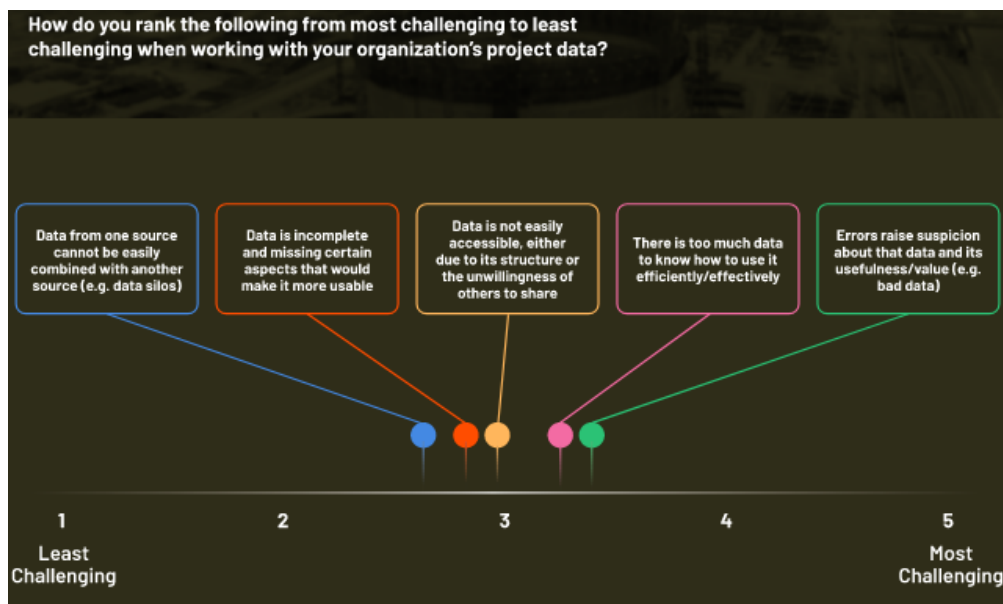 How do you rank the following from most challenging to least
challenging when working with your organization's project data?
Data from one source
cannot be easily
combined with another
source (e.g. data silos)
Data is incomplete
and missing certain
aspects that would
make it more usable
Data is not easily
accessible, either
due to its structure or
the unwillingness of
others to share
There is too much data
to know how to use it
efficiently/effectively
Errors raise suspicion
about that data and its
usefulness/value (e.g.
bad data)
1
2
3
4
5
Least
Challenging
Most
Challenging